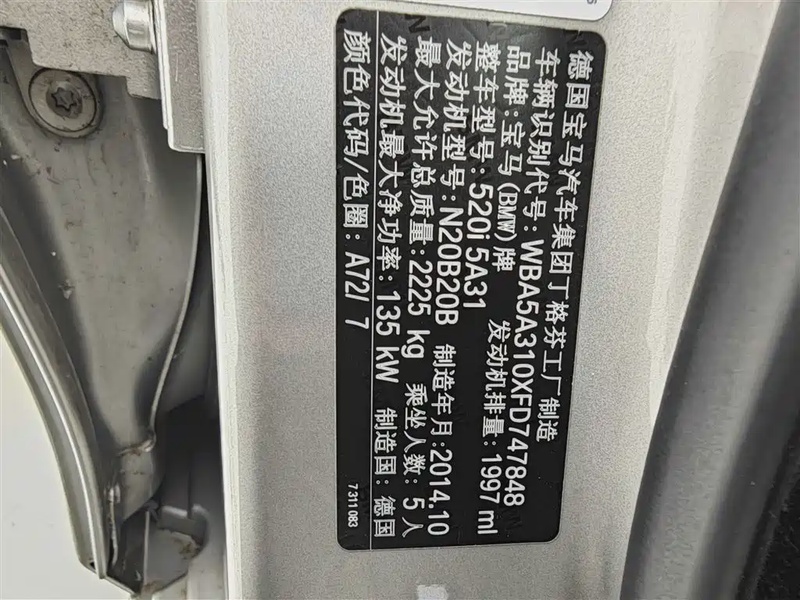 德国宝马汽车集团丁格芬工厂制造
车辆识别代号：WBA5A310XFD747848
品牌：宝马(BMW)牌 发动机排量：1997 ml
整车型号：520i 5A31
发动机型号：N20B20B 制造年月：2014.10
最大允许总质量：2225 kg 乘坐人数：5人
发动机最大净功率：135 kW 制造国：德国
颜色代码/色圈：A72/ 7
7311 083